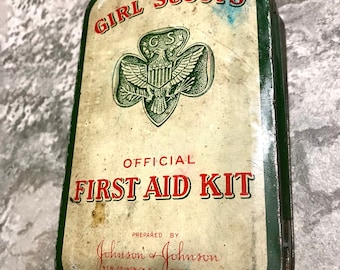 GIRL SCOUTS
G S
OFFICIAL
FIRST AID KIT
PREPARED BY
Johnson & Johnson